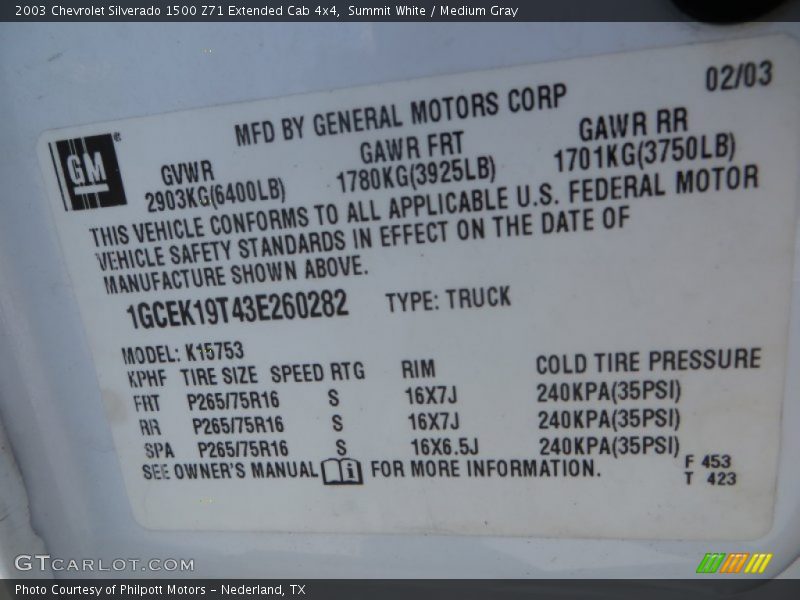 2003 Chevrolet Silverado 1500 Z71 Extended Cab 4x4, Summit White / Medium Gray
02/03
MFD BY GENERAL MOTORS CORP
GM
GVWR GAWR FRT GAWR RR
2903KG(6400LB) 1780KG(3925LB) 1701KG(3750LB)
THIS VEHICLE CONFORMS TO ALL APPLICABLE U.S. FEDERAL MOTOR
VEHICLE SAFETY STANDARDS IN EFFECT ON THE DATE OF
MANUFACTURE SHOWN ABOVE.
1GCEK19T43E260282 TYPE: TRUCK
MODEL: K15753
KPHF TIRE SIZE SPEED RTG RIM COLD TIRE PRESSURE
FRT P265/75R16 S 16X7J 240KPA(35PSI)
RR P265/75R16 S 16X7J 240KPA(35PSI)
SPA P265/75R16 S 16X6.5J 240KPA(35PSI)
SEE OWNER'S MANUAL FOR MORE INFORMATION.
F 453
T 423
GTCARLOT.COM
Photo Courtesy of Philpott Motors - Nederland, TX